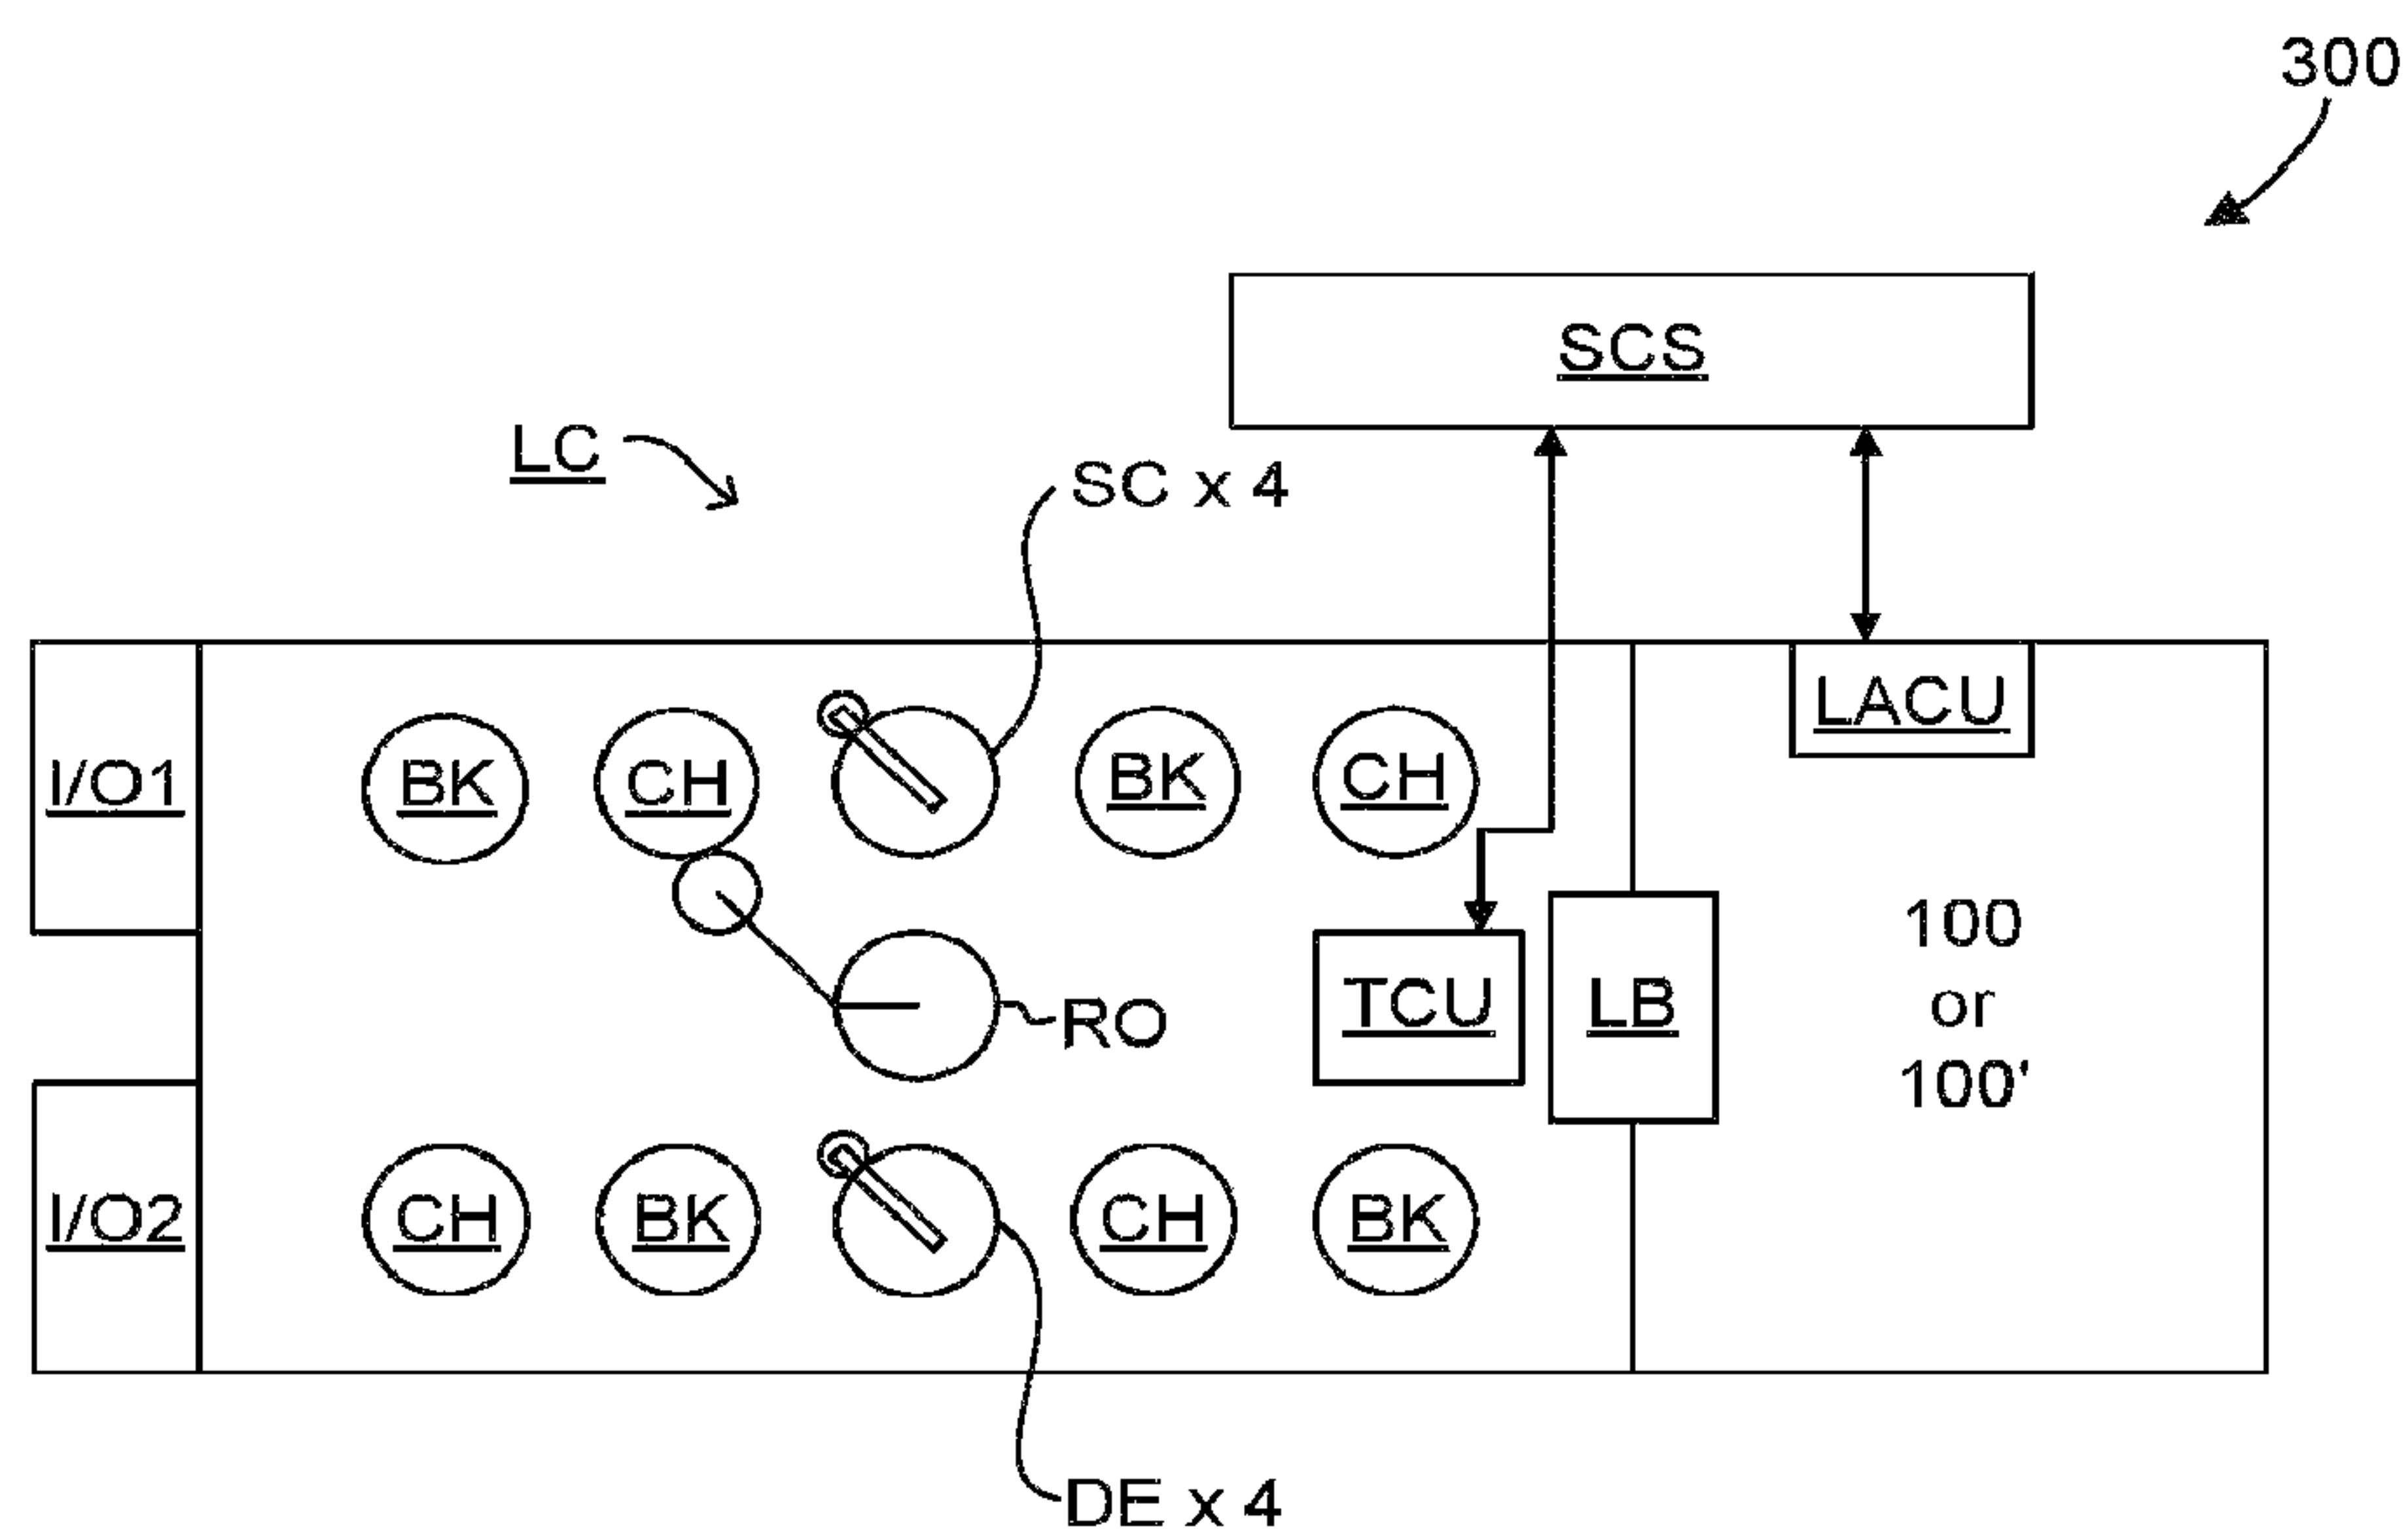 300
SCS
LC
SC x 4
LACU
I/O1
BK
CH
BK
CH
100
or
100'
TCU
LB
RO
I/O2
CH
BK
CH
BK
DE x 4